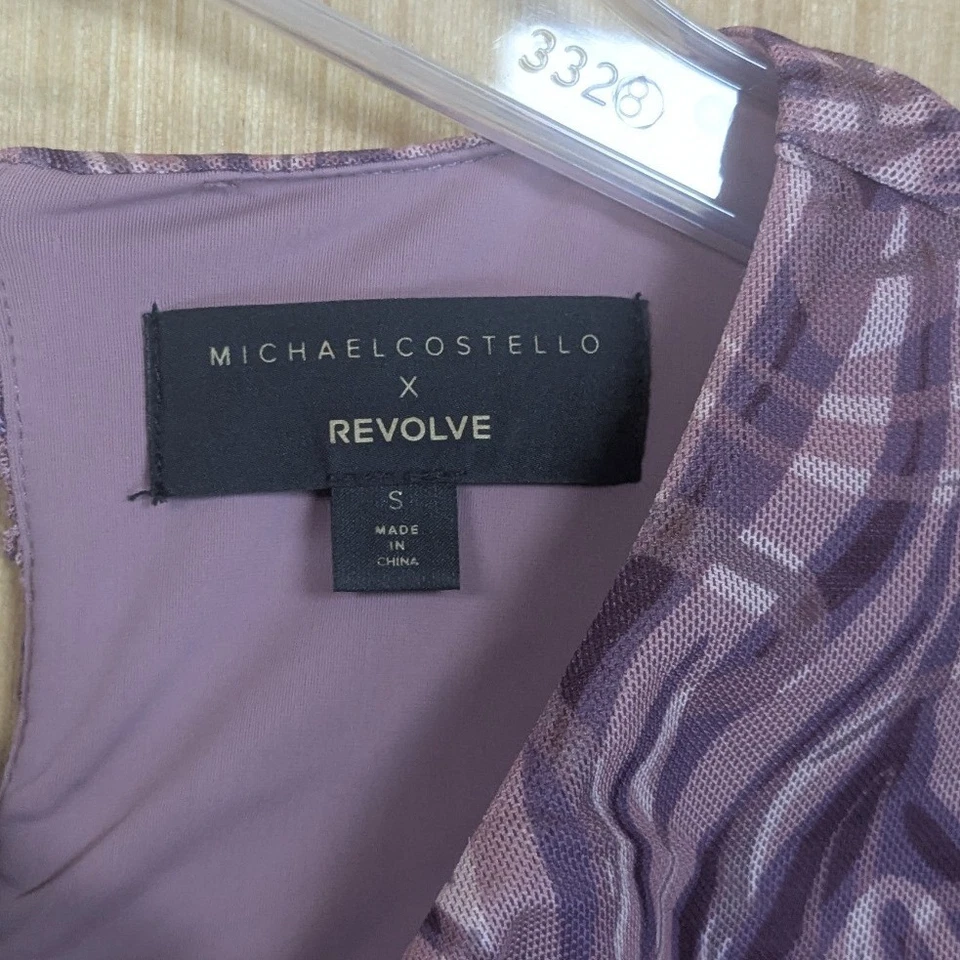 3328
MICHAELCOSTELLO
X
REVOLVE
S
MADE
IN
CHINA